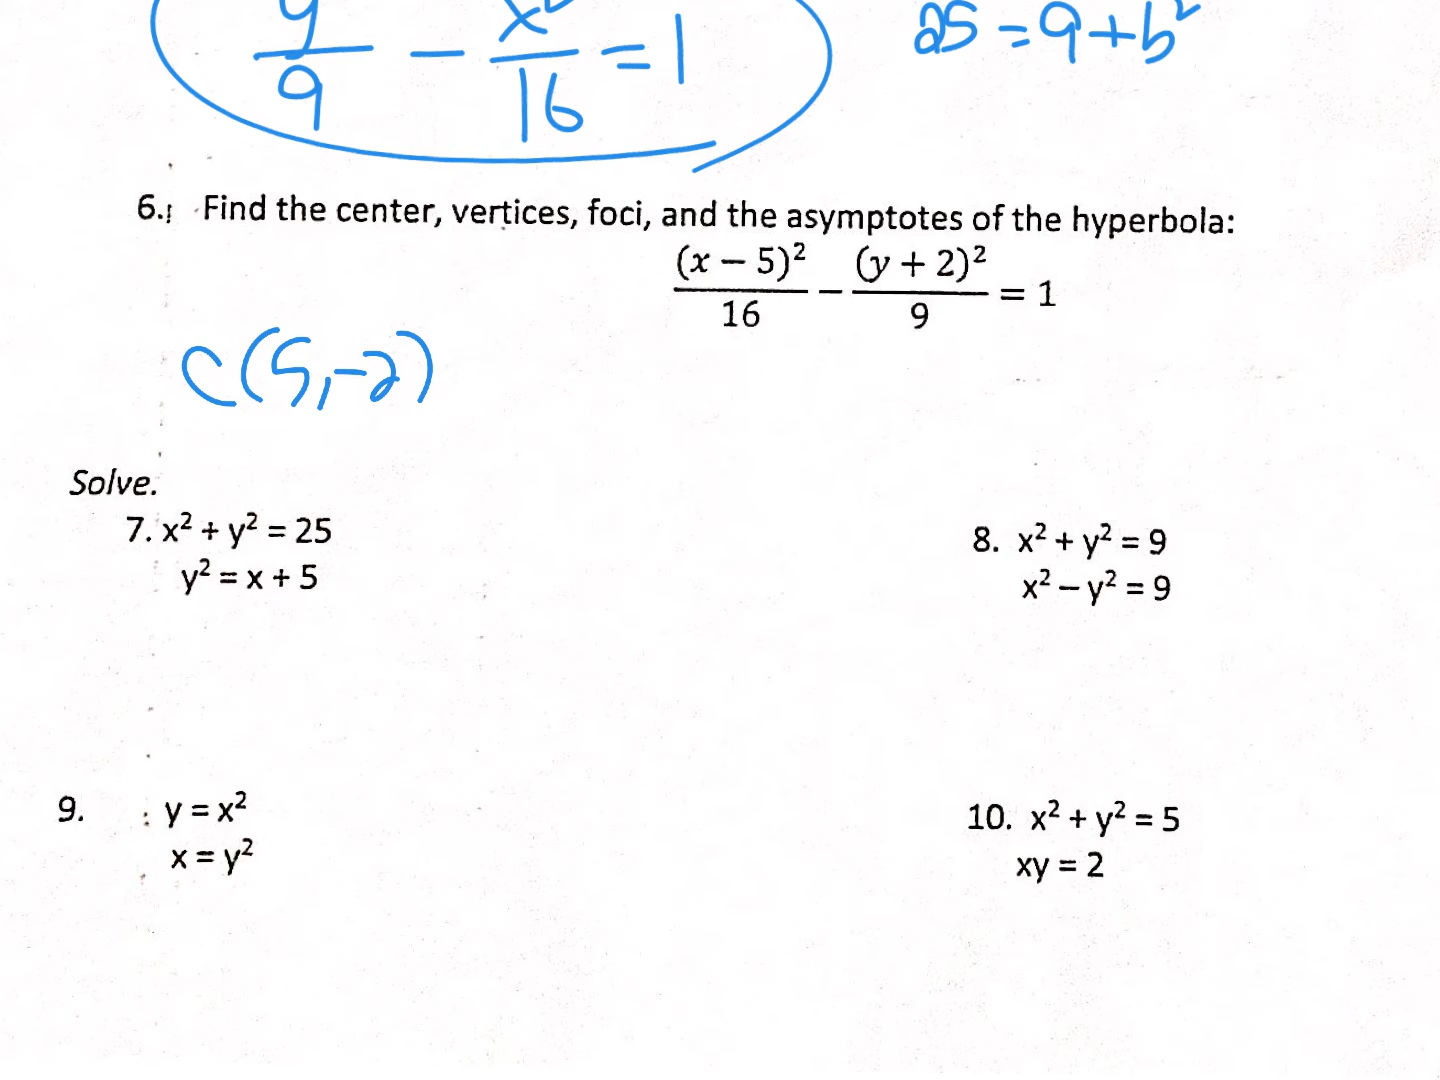 y/9 − x²/16 = 1 25 = 9 + b²
6. Find the center, vertices, foci, and the asymptotes of the hyperbola:
(x − 5)²/16 − (y + 2)²/9 = 1
C(5,-2)
Solve.
7. x² + y² = 25
y² = x + 5
8. x² + y² = 9
x² – y² = 9
9. y = x²
x = y²
10. x² + y² = 5
xy = 2